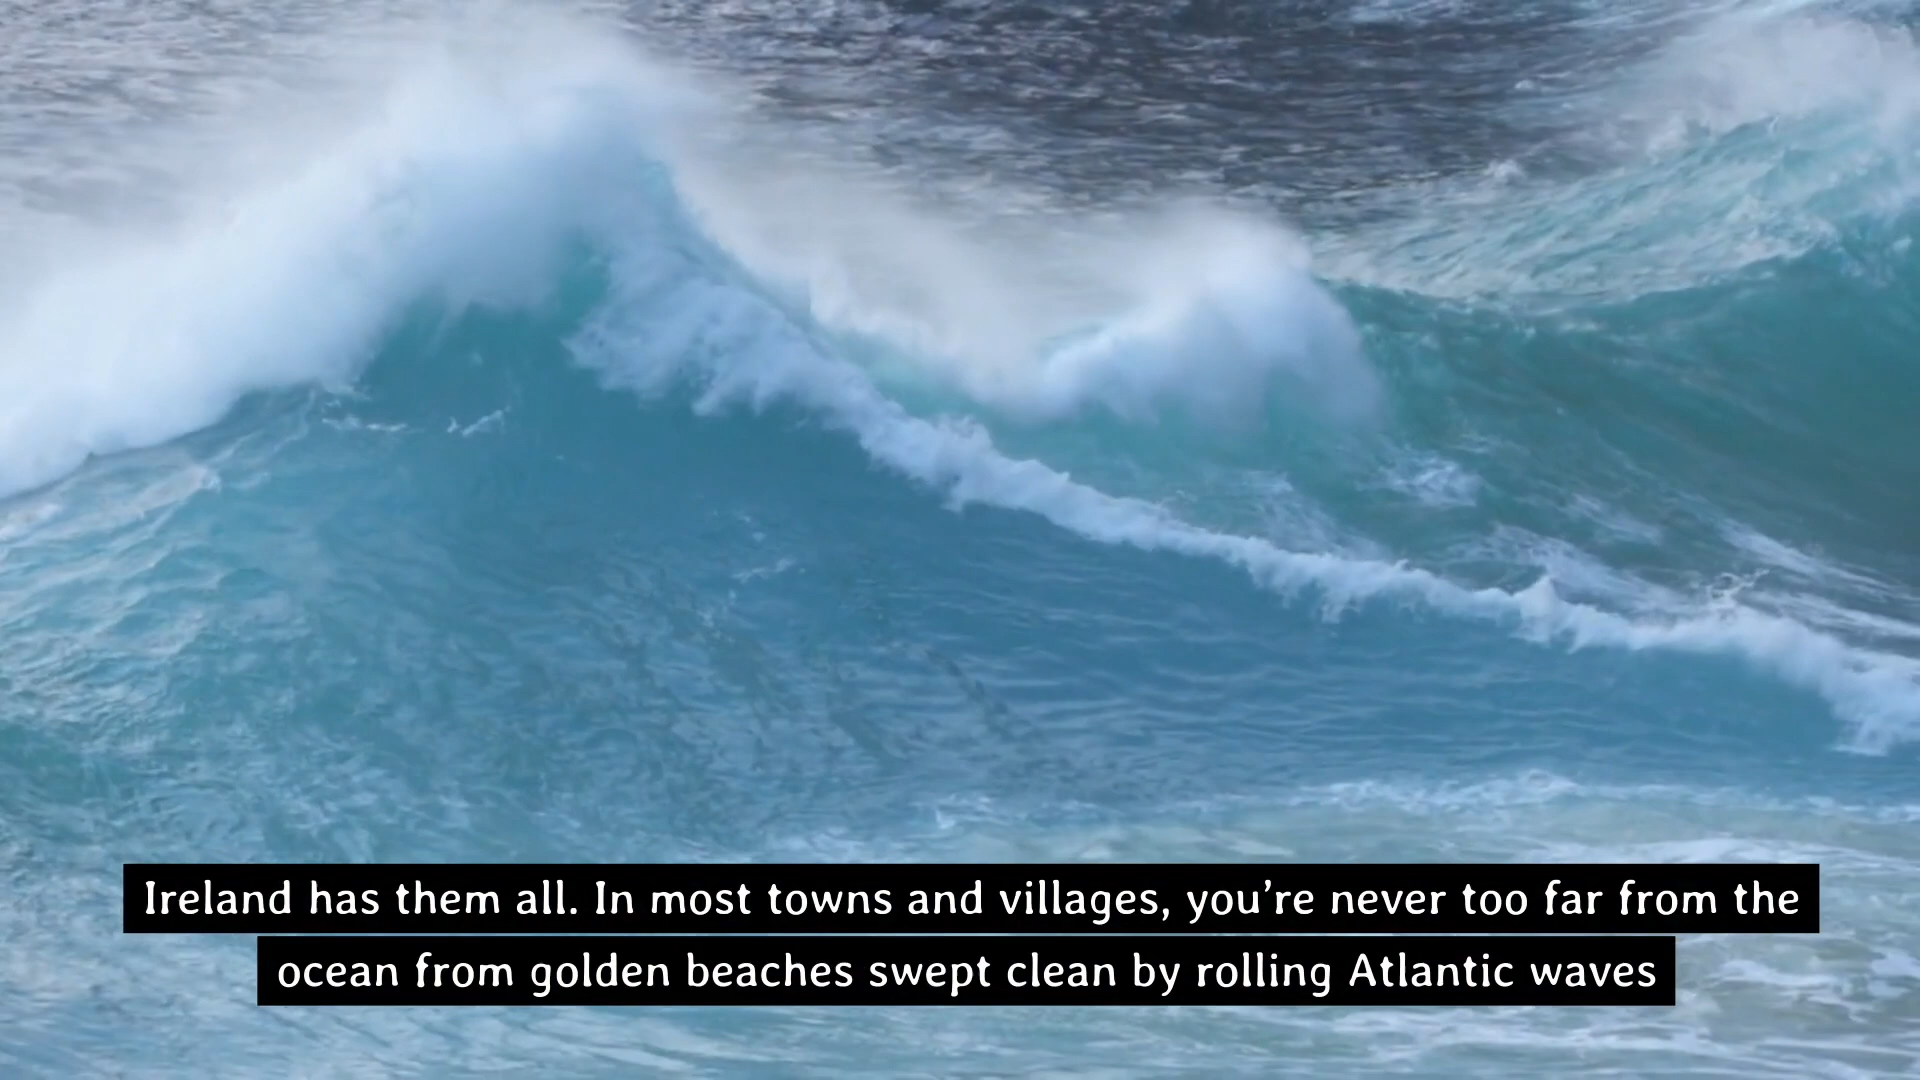 Ireland has them all. In most towns and villages, you’re never too far from the
ocean from golden beaches swept clean by rolling Atlantic waves